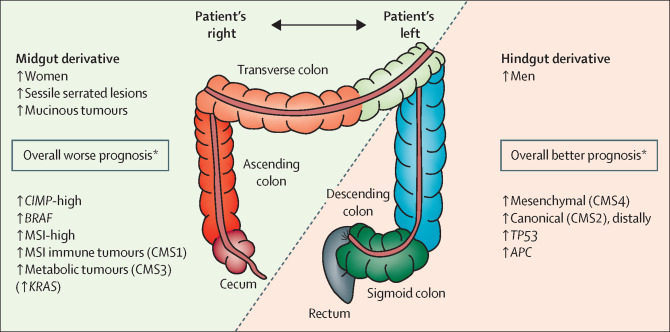 Patient's
right
Patient's
left
Midgut derivative
↑Women
↑Sessile serrated lesions
↑Mucinous tumours
Overall worse prognosis*
↑CIMP-high
↑BRAF
↑MSI-high
↑MSI immune tumours (CMS1)
↑Metabolic tumours (CMS3)
(↑KRAS)
Transverse colon
Ascending
colon
Cecum
Descending
colon
Rectum
Sigmoid colon
Hindgut derivative
↑Men
Overall better prognosis*
↑Mesenchymal (CMS4)
↑Canonical (CMS2), distally
↑TP53
↑APC